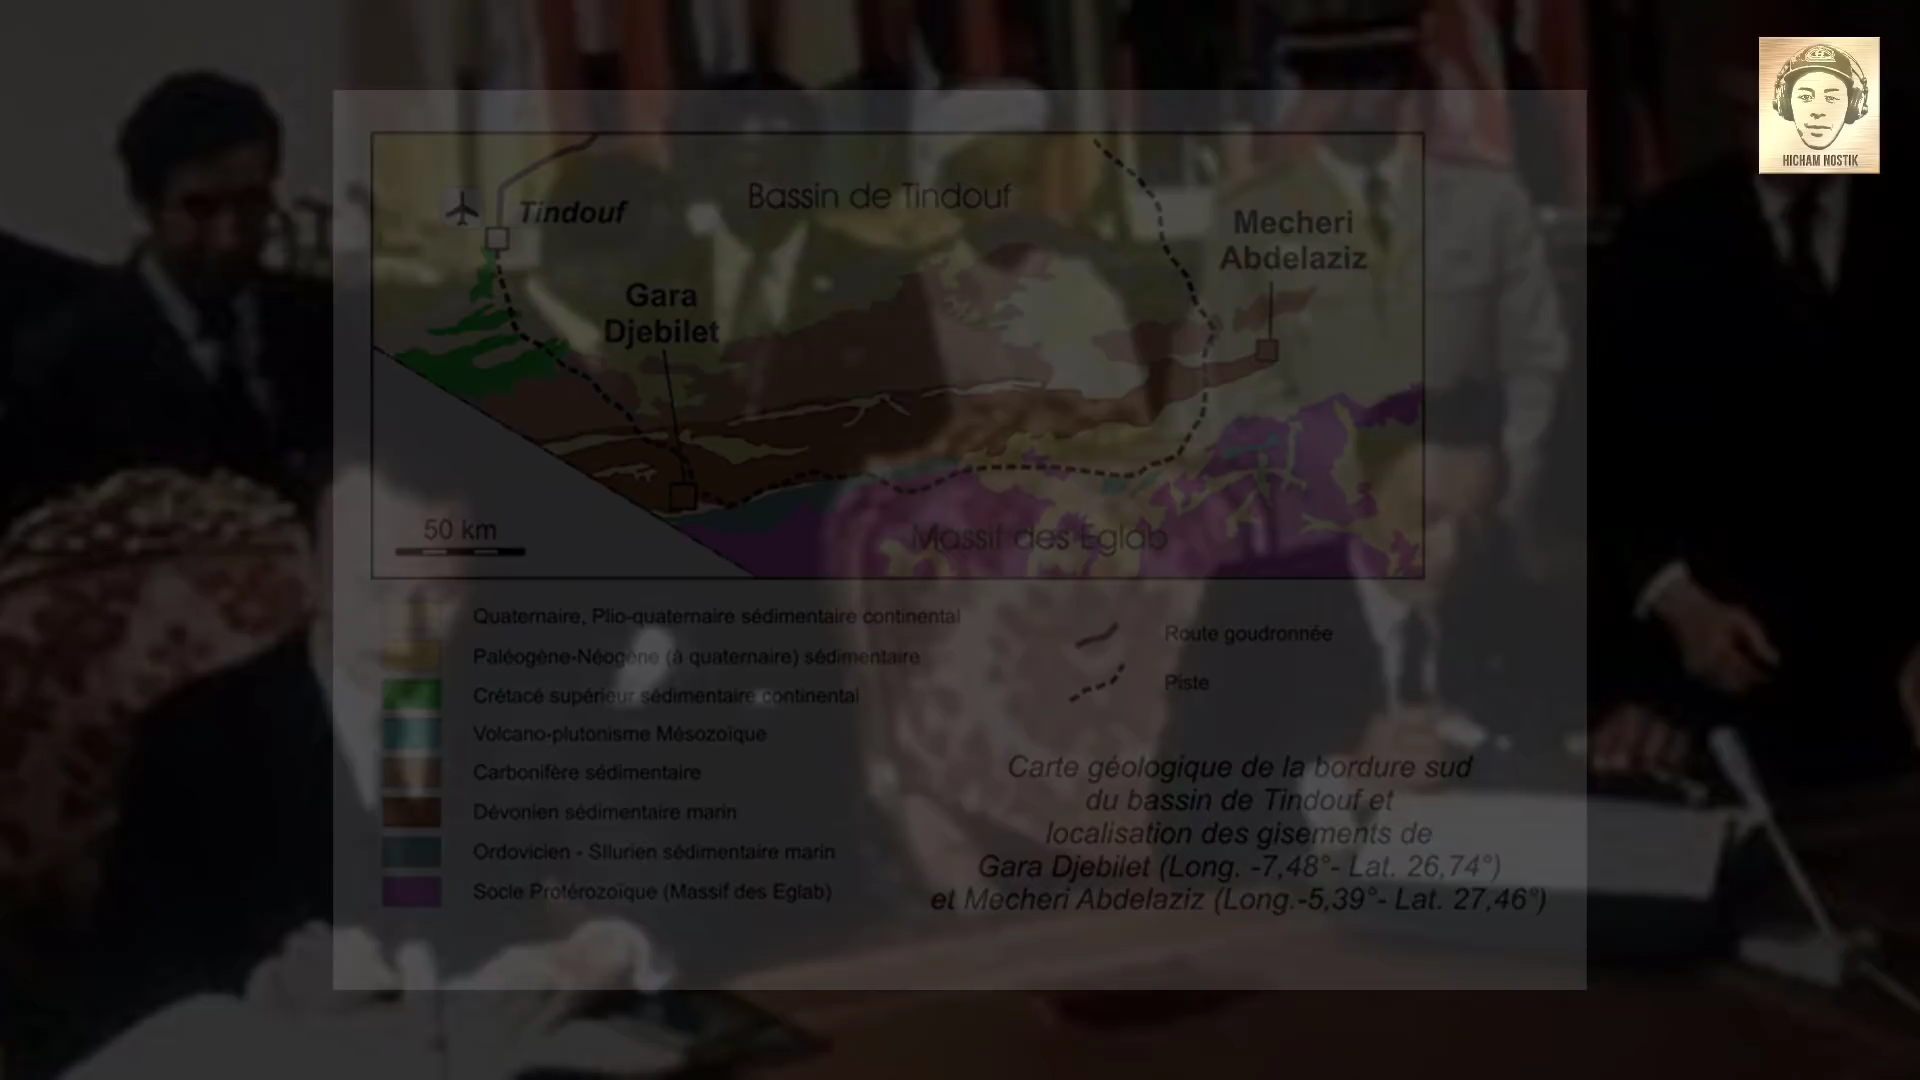 HICHAM NOSTIK
Bassin de Tindouf
Tindouf
Mecheri
Abdelaziz
Gara
Djebilet
50 km
Massif des Eglab
Quaternaire, Plio-quaternaire sédimentaire continental
Paléogène-Néogène (à quaternaire) sédimentaire
Crétacé supérieur sédimentaire continental
Volcano-plutonisme Mésozoïque
Carbonifère sédimentaire
Dévonien sédimentaire marin
Ordovicien - SIlurien sédimentaire marin
Socle Protérozoïque (Massif des Eglab)
Route goudronnée
Piste
Carte géologique de la bordure sud
du bassin de Tindouf et
localisation des gisements de
Gara Djebilet (Long. -7,48°- Lat. 26,74°)
et Mecheri Abdelaziz (Long.-5,39°- Lat. 27,46°)